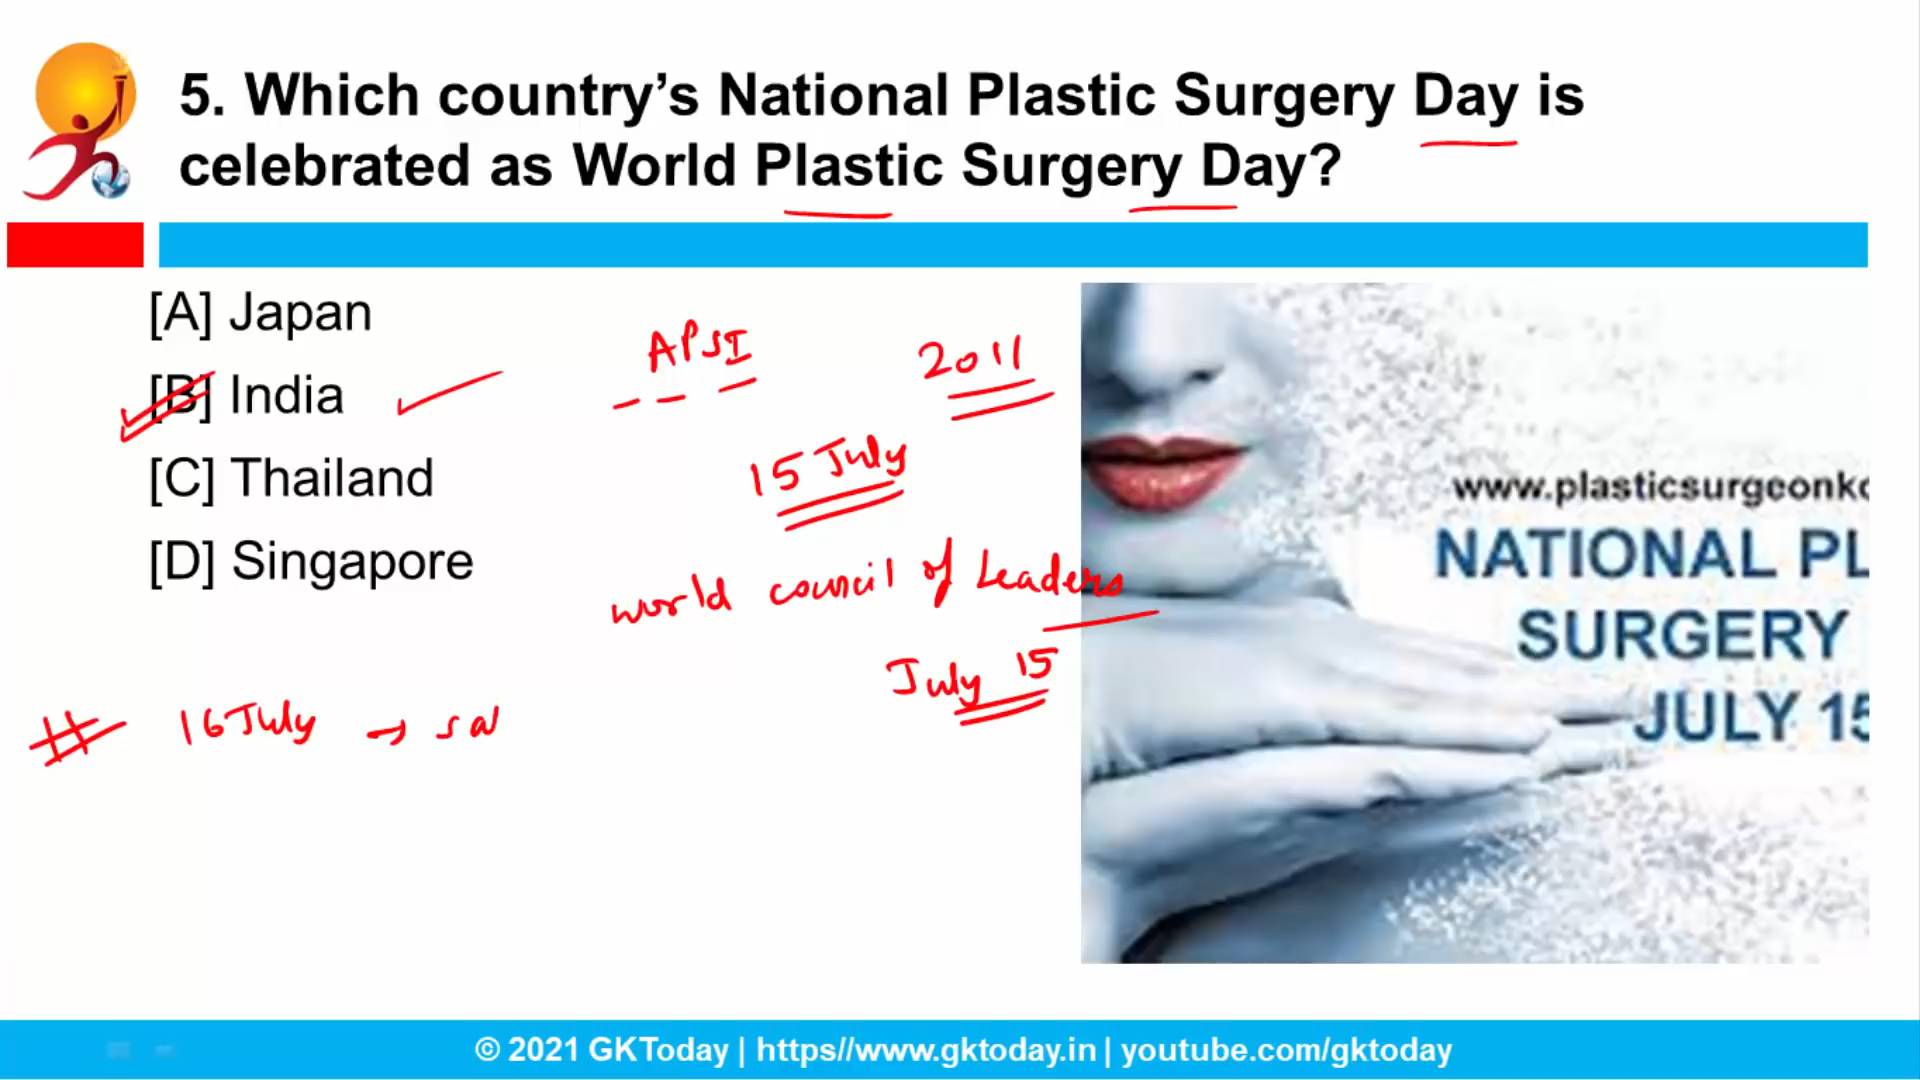 5. Which country’s National Plastic Surgery Day is
celebrated as World Plastic Surgery Day?
[A] Japan
[B] India
[C] Thailand
[D] Singapore
APSI
2011
15 July
world council of Leaders
July 15
16 July →
www.plasticsurgeonko
NATIONAL PL
SURGERY
JULY 15
© 2021 GKToday | https//www.gktoday.in | youtube.com/gktoday